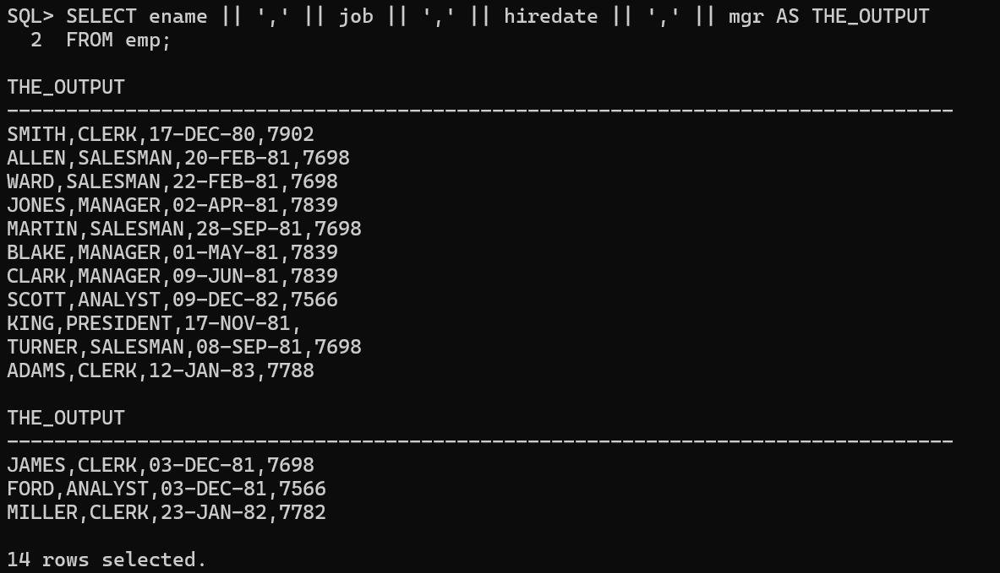 SQL> SELECT ename || ',' || job || ',' || hiredate || ',' || mgr AS THE_OUTPUT
  2  FROM emp;

THE_OUTPUT
--------------------------------------------------------------------------------
SMITH,CLERK,17-DEC-80,7902
ALLEN,SALESMAN,20-FEB-81,7698
WARD,SALESMAN,22-FEB-81,7698
JONES,MANAGER,02-APR-81,7839
MARTIN,SALESMAN,28-SEP-81,7698
BLAKE,MANAGER,01-MAY-81,7839
CLARK,MANAGER,09-JUN-81,7839
SCOTT,ANALYST,09-DEC-82,7566
KING,PRESIDENT,17-NOV-81,
TURNER,SALESMAN,08-SEP-81,7698
ADAMS,CLERK,12-JAN-83,7788

THE_OUTPUT
--------------------------------------------------------------------------------
JAMES,CLERK,03-DEC-81,7698
FORD,ANALYST,03-DEC-81,7566
MILLER,CLERK,23-JAN-82,7782

14 rows selected.